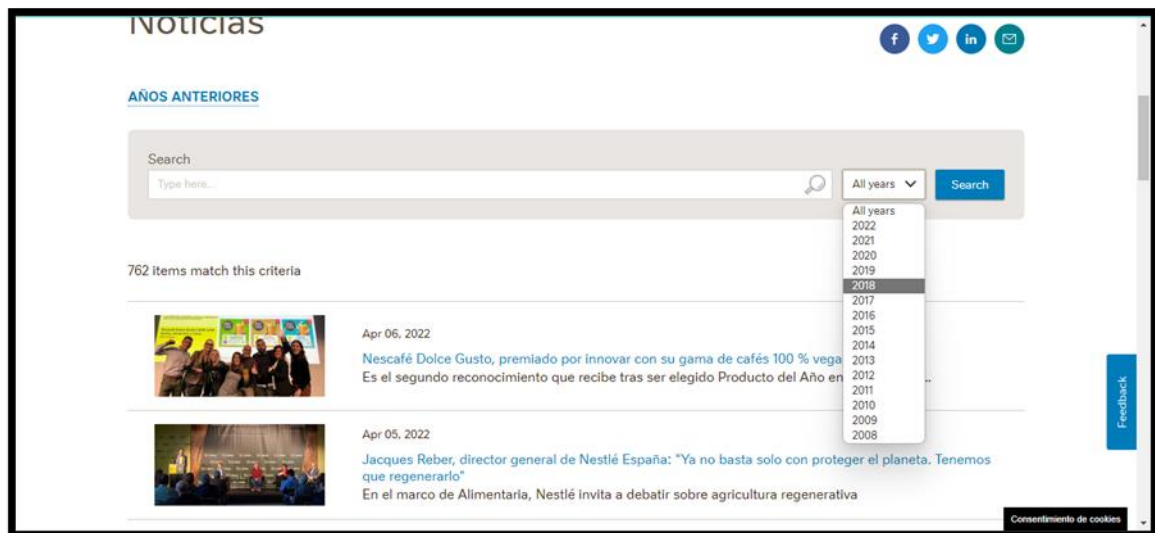 Noticias
f
in
AÑOS ANTERIORES
Search
Type here...
All years
Search
All years
2022
2021
2020
2019
2018
2017
2016
2015
2014
2013
2012
2011
2010
2009
2008
762 items match this criteria
Apr 06, 2022
Nescafé Dolce Gusto, premiado por innovar con su gama de cafés 100 % vega
Es el segundo reconocimiento que recibe tras ser elegido Producto del Año en
..
Apr 05, 2022
Jacques Reber, director general de Nestlé España: "Ya no basta solo con proteger el planeta. Tenemos
que regenerarlo"
En el marco de Alimentaria, Nestlé invita a debatir sobre agricultura regenerativa
Feedback
Consentimiento de cookies